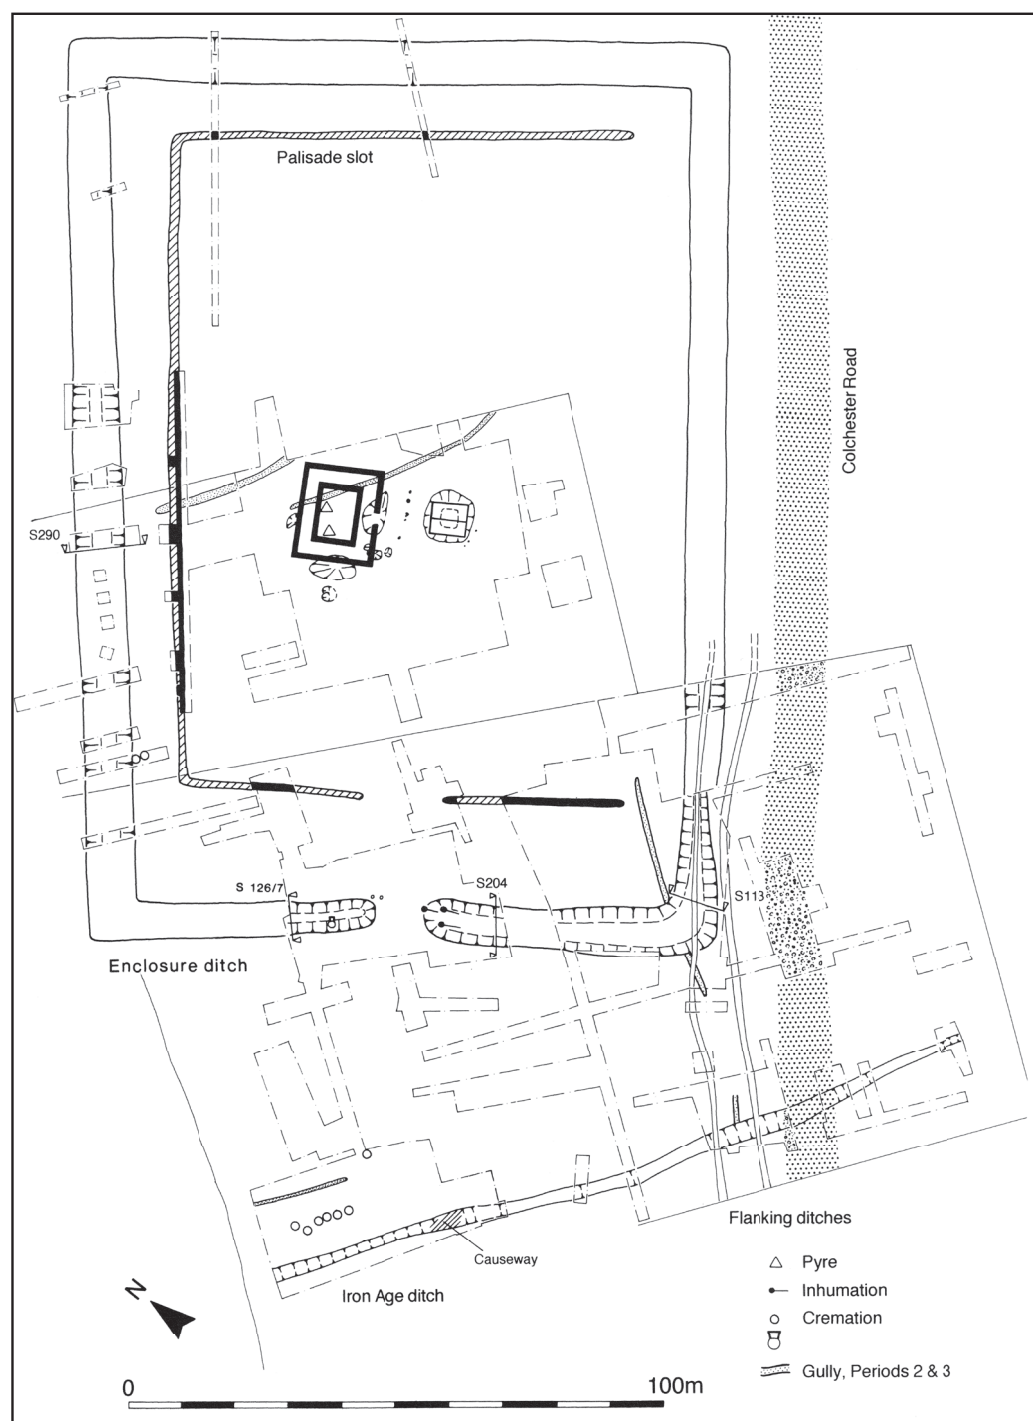 Palisade slot
Colchester Road
S290
S 126/7
S204
S113
Enclosure ditch
Flanking ditches
Causeway
Iron Age ditch
N
Pyre
Inhumation
Cremation
Gully, Periods 2 & 3
0 100m